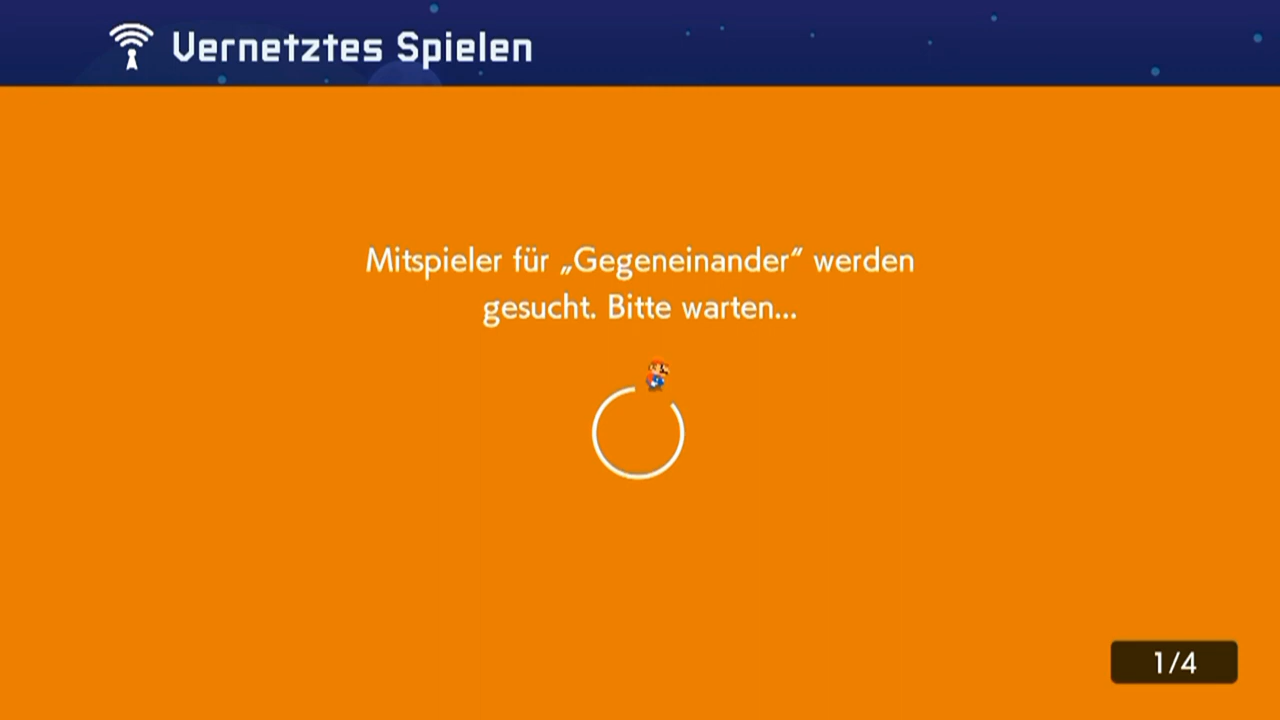 Vernetztes Spielen
Mitspieler für „Gegeneinander” werden
gesucht. Bitte warten...
1/4